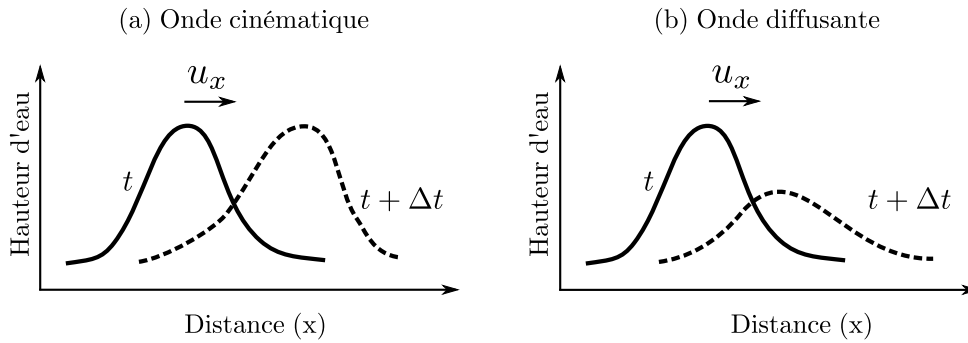 (a) Onde cinématique
u_x
Hauteur d'eau
t
t + Δt
Distance (x)
(b) Onde diffusante
u_x
Hauteur d'eau
t
t + Δt
Distance (x)